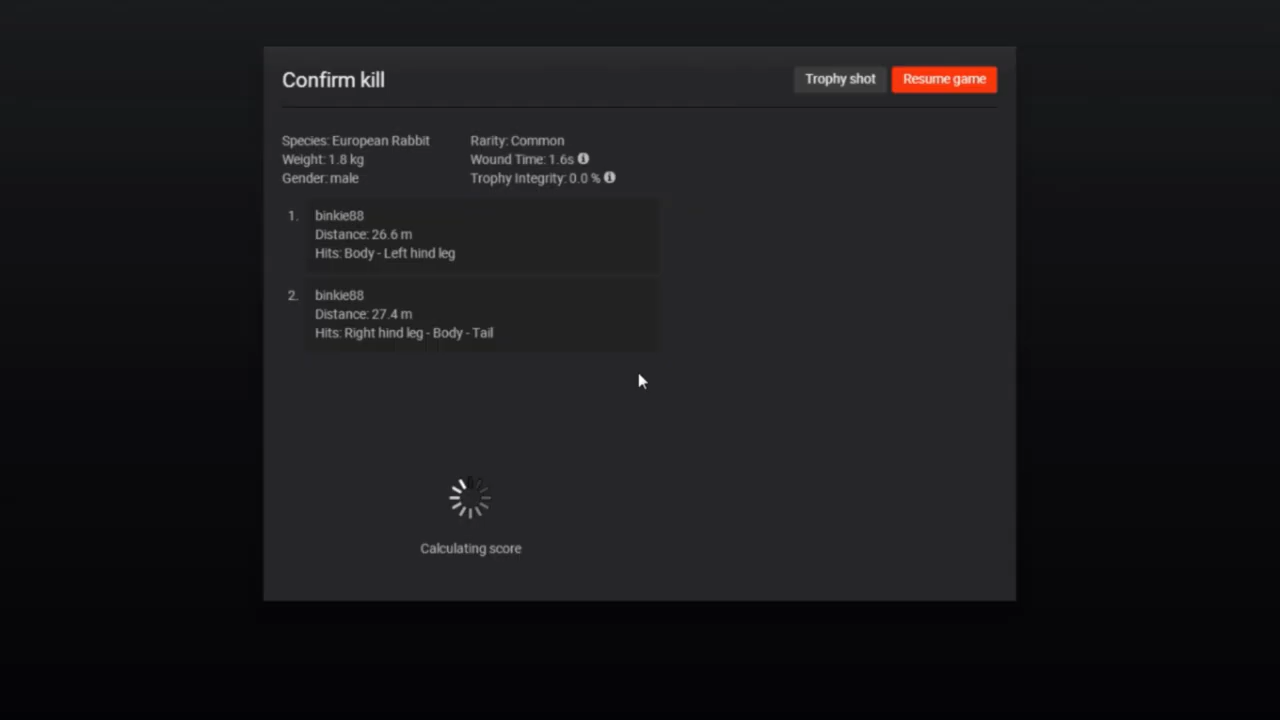 Confirm kill
Trophy shot
Resume game
Species: European Rabbit
Weight: 1.8 kg
Gender: male
Rarity: Common
Wound Time: 1.6s
Trophy Integrity: 0.0 %
1. binkie88
Distance: 26.6 m
Hits: Body - Left hind leg
2. binkie88
Distance: 27.4 m
Hits: Right hind leg - Body - Tail
Calculating score